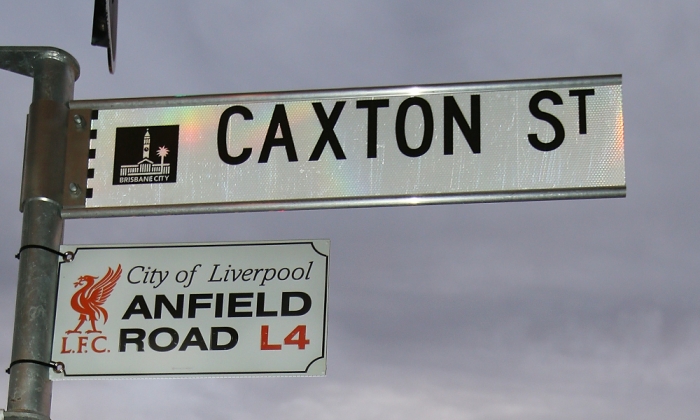 CAXTON ST
BRISBANE CITY
City of Liverpool
ANFIELD
ROAD L4
L.F.C.